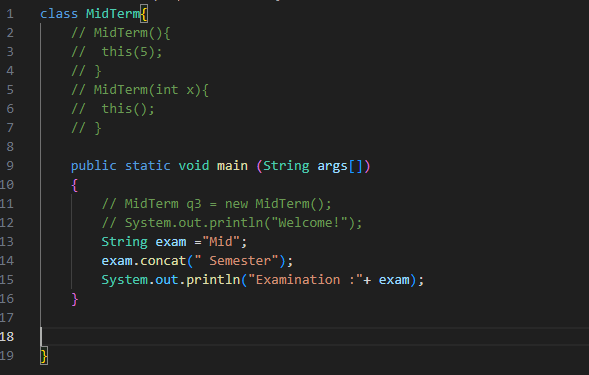 1 class MidTerm{
2 // MidTerm(){
3 //  this(5);
4 // }
5 // MidTerm(int x){
6 //  this();
7 // }
8
9 public static void main (String args[])
10 {
11 // MidTerm q3 = new MidTerm();
12 // System.out.println("Welcome!");
13 String exam ="Mid";
14 exam.concat(" Semester");
15 System.out.println("Examination :"+ exam);
16 }
17
18
19 }